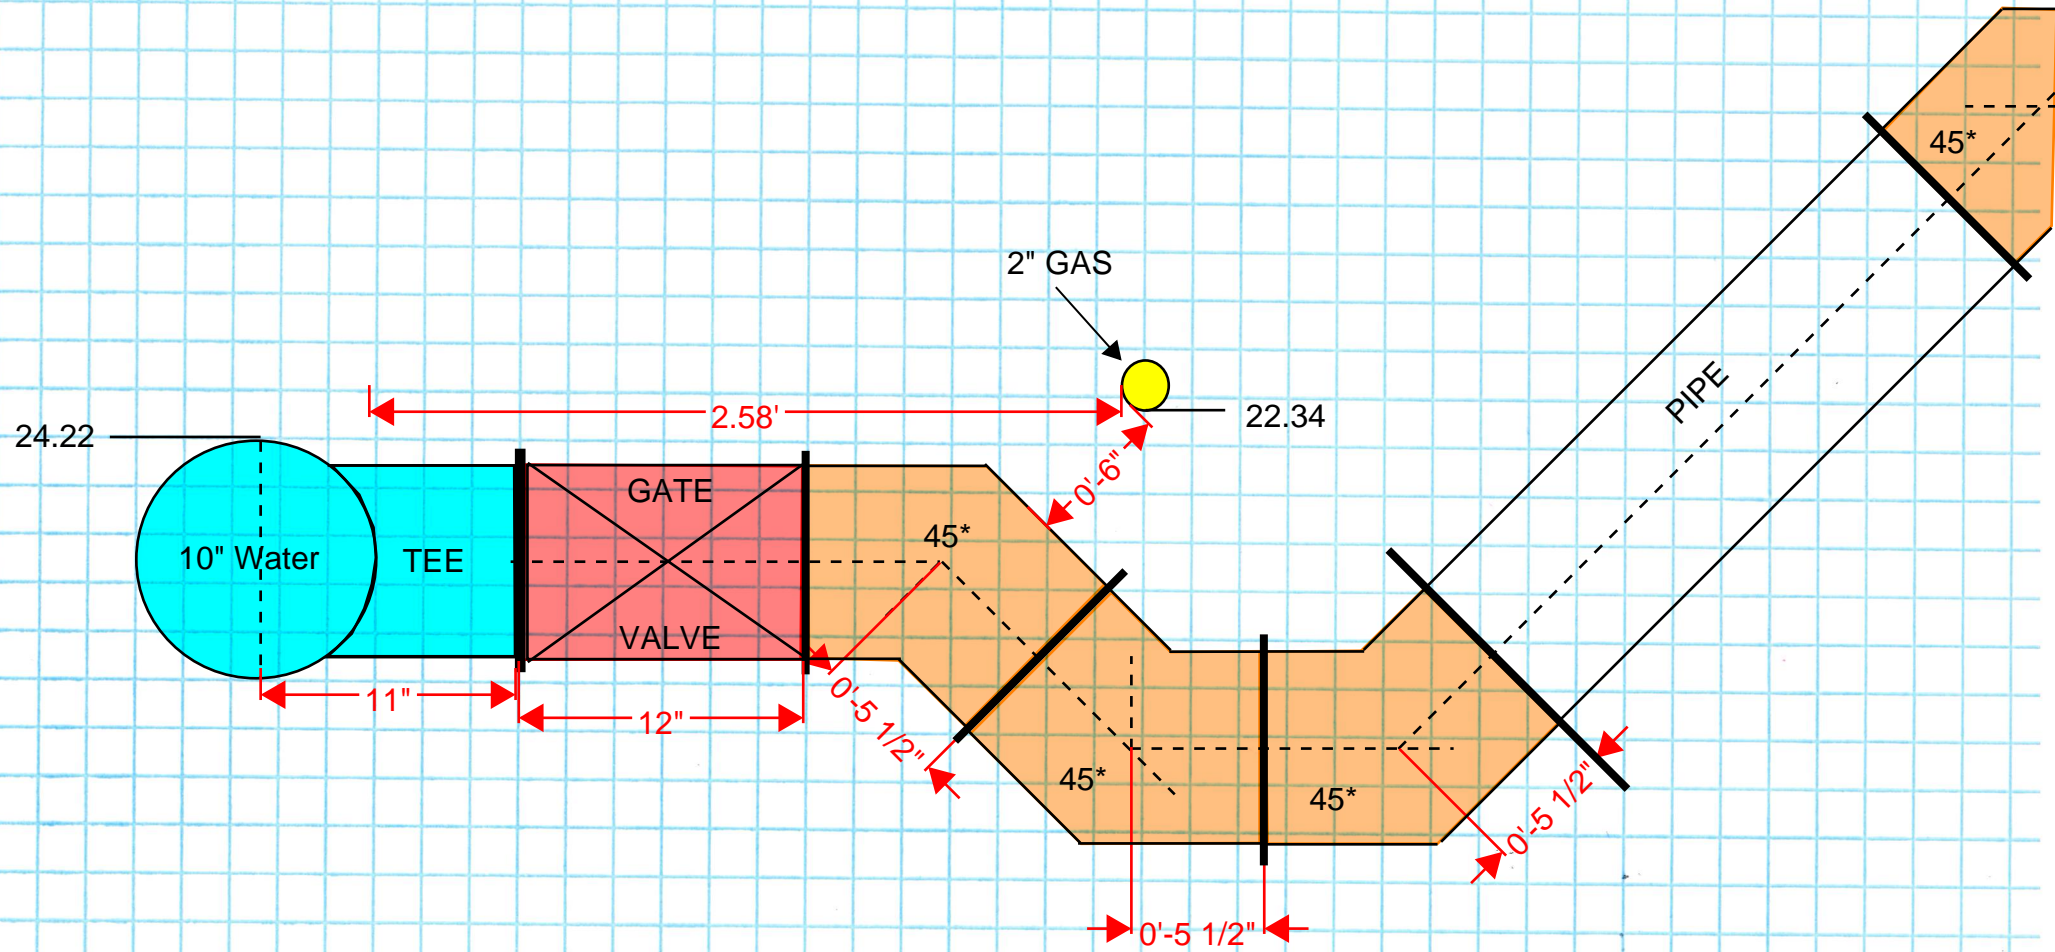 45*
2" GAS
PIPE
2.58'
22.34
24.22
0'-6"
GATE
45*
10" Water
TEE
VALVE
11"
12"
0'-5 1/2"
45*
45*
0'-5 1/2"
0'-5 1/2"